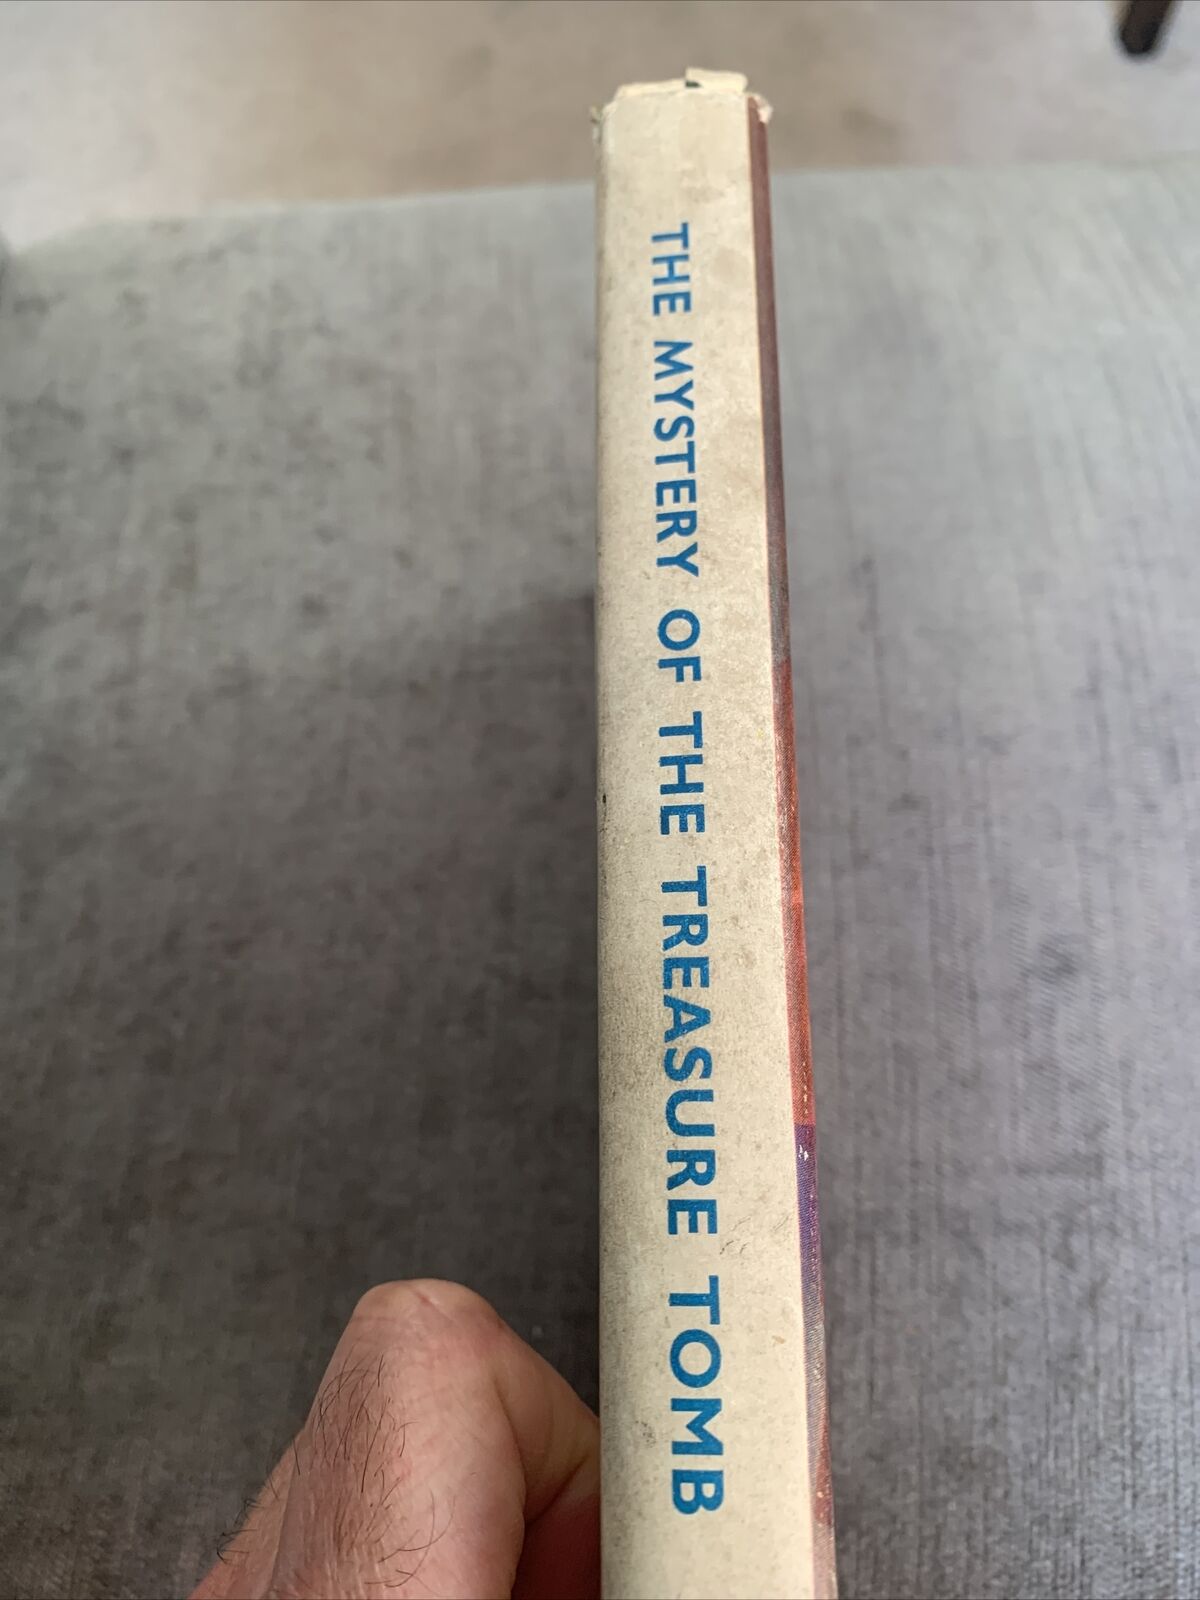 THE MYSTERY OF THE TREASURE TOMB